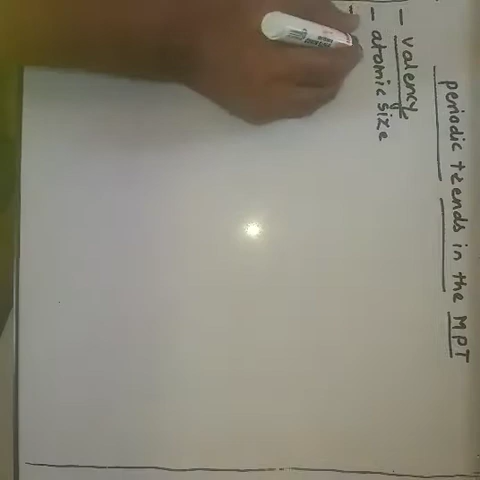 periodic trends in the MPT
- valency
- atomic size
-